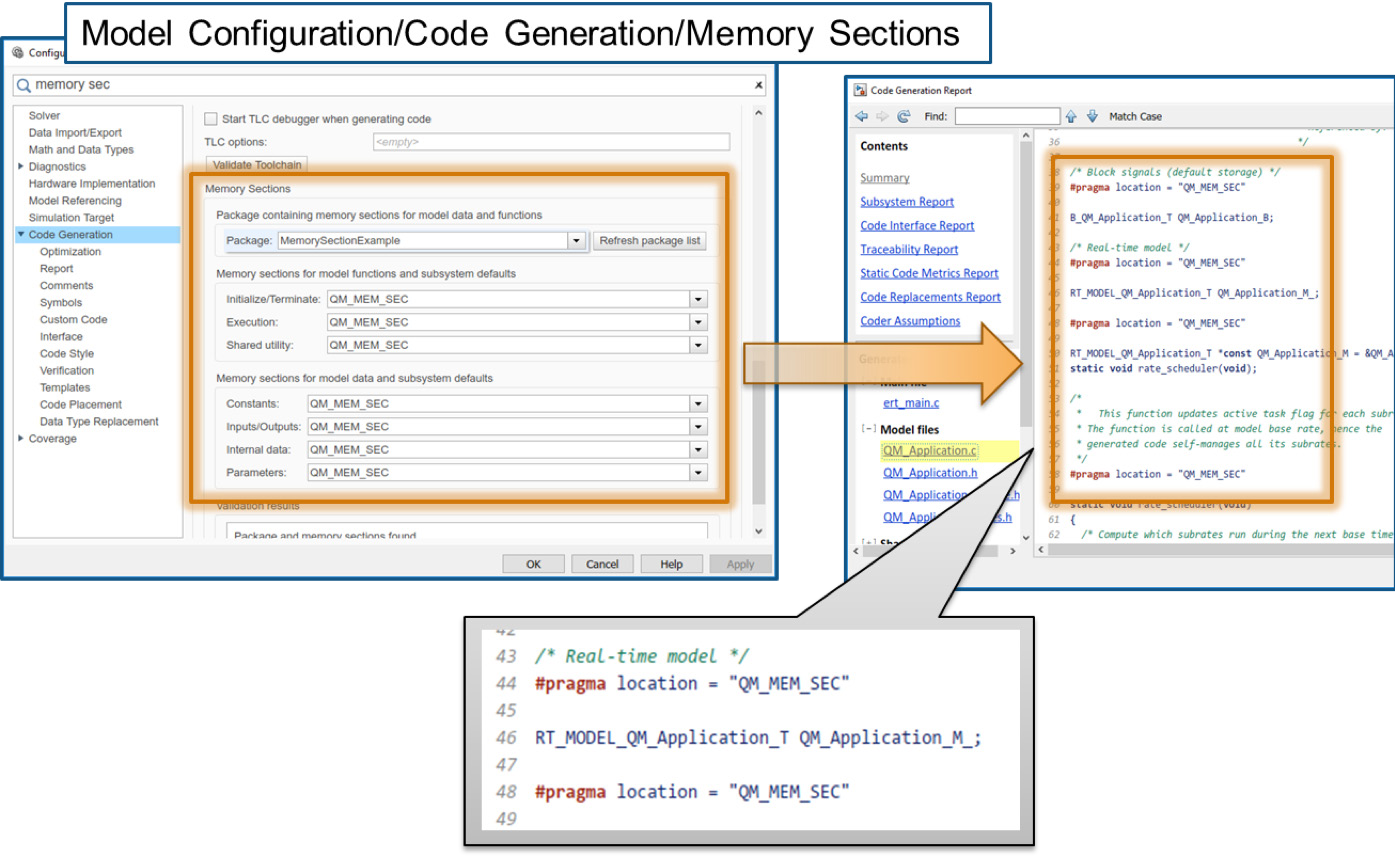 Model Configuration/Code Generation/Memory Sections
Configu
memory sec
Solver
Data Import/Export
Math and Data Types
Diagnostics
Hardware Implementation
Model Referencing
Simulation Target
Code Generation
Optimization
Report
Comments
Symbols
Custom Code
Interface
Code Style
Verification
Templates
Code Placement
Data Type Replacement
Coverage
Start TLC debugger when generating code
TLC options: <empty>
Validate Toolchain
Memory Sections
Package containing memory sections for model data and functions
Package: MemorySectionExample Refresh package list
Memory sections for model functions and subsystem defaults
Initialize/Terminate: QM_MEM_SEC
Execution: QM_MEM_SEC
Shared utility: QM_MEM_SEC
Memory sections for model data and subsystem defaults
Constants: QM_MEM_SEC
Inputs/Outputs: QM_MEM_SEC
Internal data: QM_MEM_SEC
Parameters: QM_MEM_SEC
Validation results
Package and memory sections found
OK Cancel Help Apply
Code Generation Report
Find: Match Case
Contents
Summary
Subsystem Report
Code Interface Report
Traceability Report
Static Code Metrics Report
Code Replacements Report
Coder Assumptions
Main file
ert_main.c
[-] Model files
QM_Application.c
QM_Application.h
QM_Application
QM_Appl
36 */
/* Block signals (default storage) */
#pragma location = "QM_MEM_SEC"
B_QM_Application_T QM_Application_B;
/* Real-time model */
#pragma location = "QM_MEM_SEC"
RT_MODEL_QM_Application_T QM_Application_M_;
#pragma location = "QM_MEM_SEC"
RT_MODEL_QM_Application_T *const QM_Application_M = &QM_A
static void rate_scheduler(void);
/*
* This function updates active task flag for each subr
* The function is called at model base rate, hence the
* generated code self-manages all its subrates.
*/
#pragma location = "QM_MEM_SEC"
60 static void rate_scheduler(void)
61 {
62 /* Compute which subrates run during the next base time
42
43 /* Real-time model */
44 #pragma location = "QM_MEM_SEC"
45
46 RT_MODEL_QM_Application_T QM_Application_M_;
47
48 #pragma location = "QM_MEM_SEC"
49